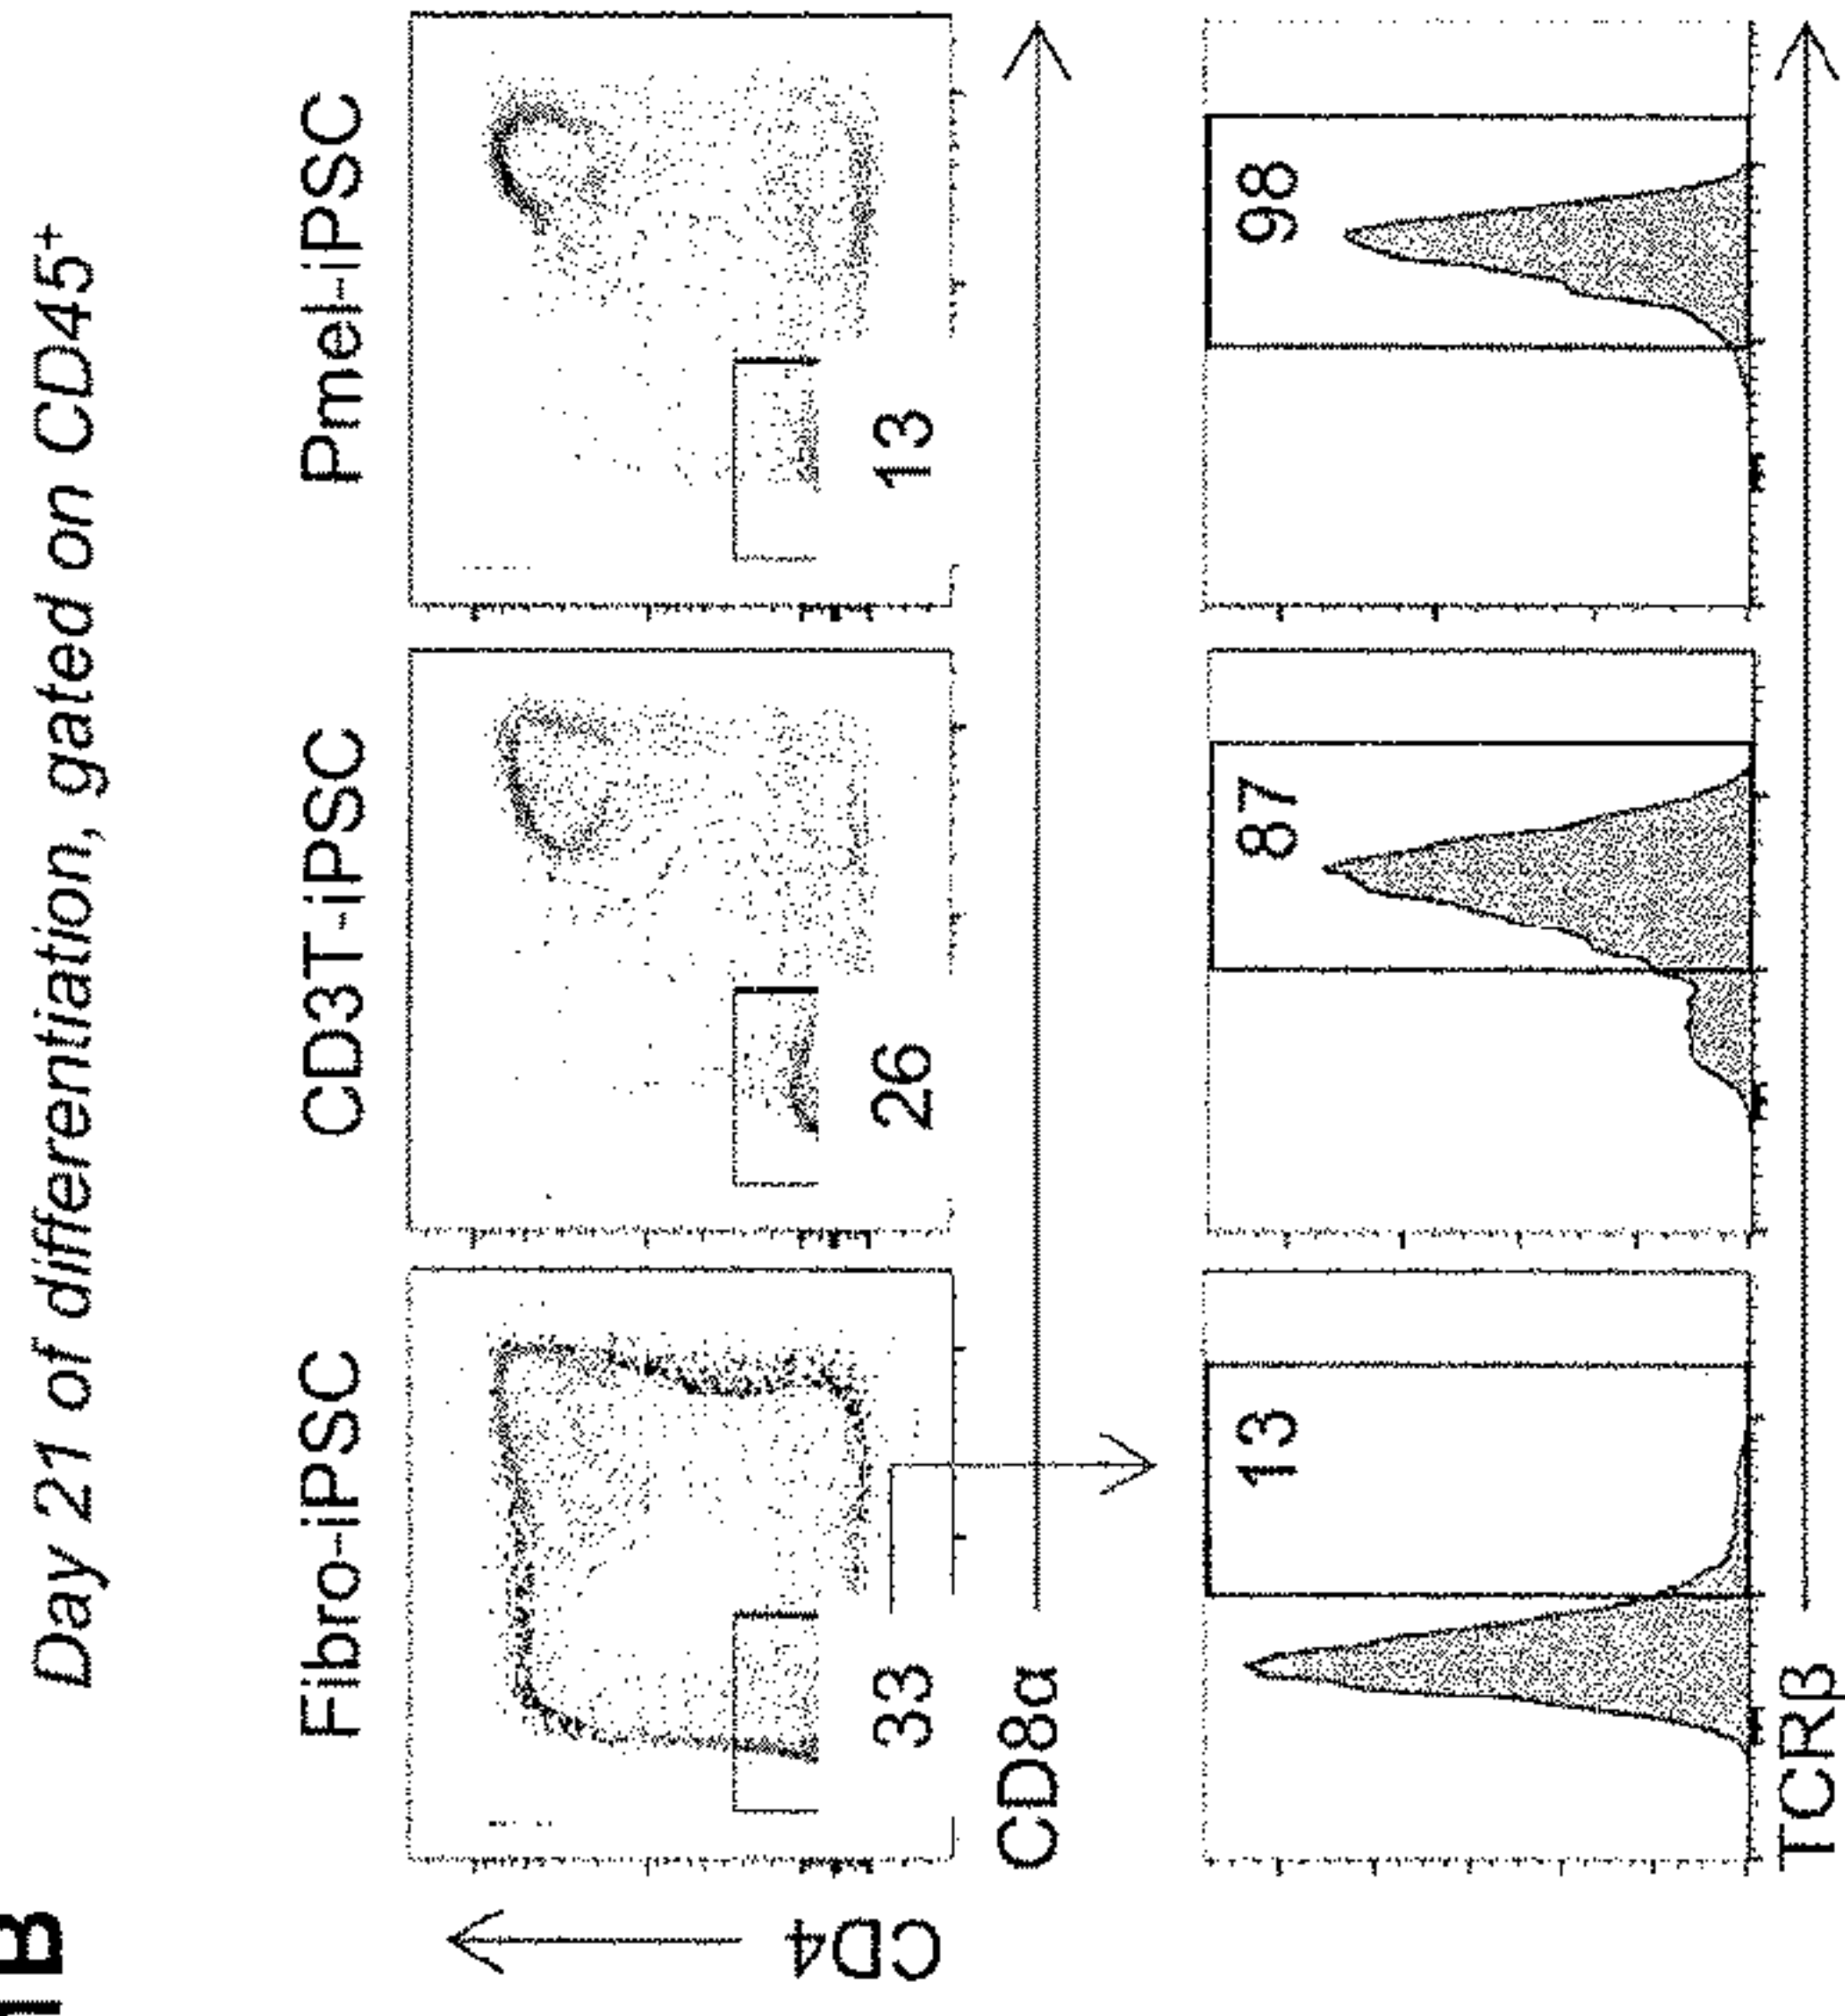 1B
Day 21 of differentiation, gated on CD45⁺
Fibro-iPSC
CD3T-iPSC
Pmel-iPSC
CD4
33
26
13
CD8α
13
87
98
TCRβ